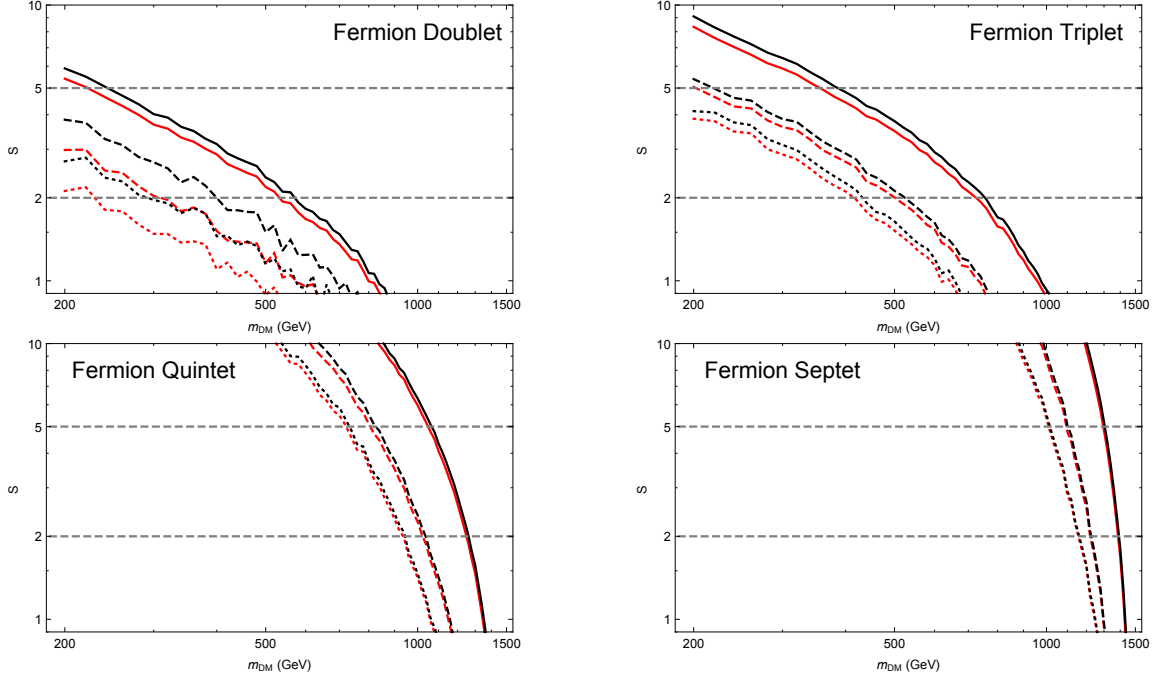 Fermion Doublet
10
5
2
1
S
200 500 1000 1500
m_DM (GeV)
Fermion Triplet
10
5
2
1
S
200 500 1000 1500
m_DM (GeV)
Fermion Quintet
10
5
2
1
S
200 500 1000 1500
m_DM (GeV)
Fermion Septet
10
5
2
1
S
200 500 1000 1500
m_DM (GeV)